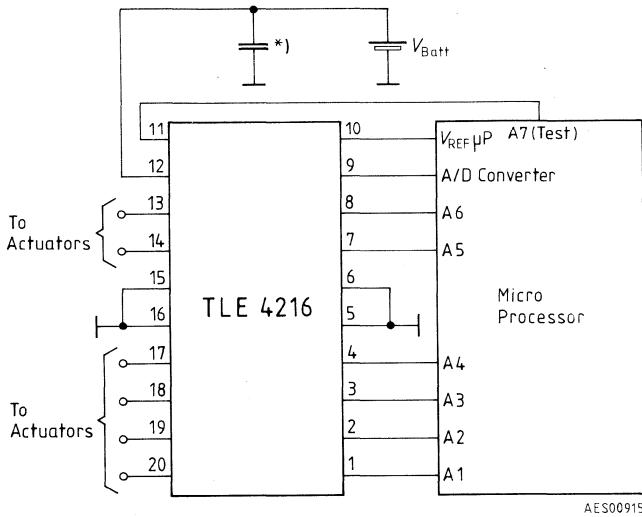 *)
V Batt
11
10
V REF µP
A7(Test)
12
9
A/D Converter
To
Actuators
13
8
A6
14
7
A5
15
6
TLE 4216
Micro
Processor
16
5
17
4
A4
To
Actuators
18
3
A3
19
2
A2
20
1
A1
AES00915